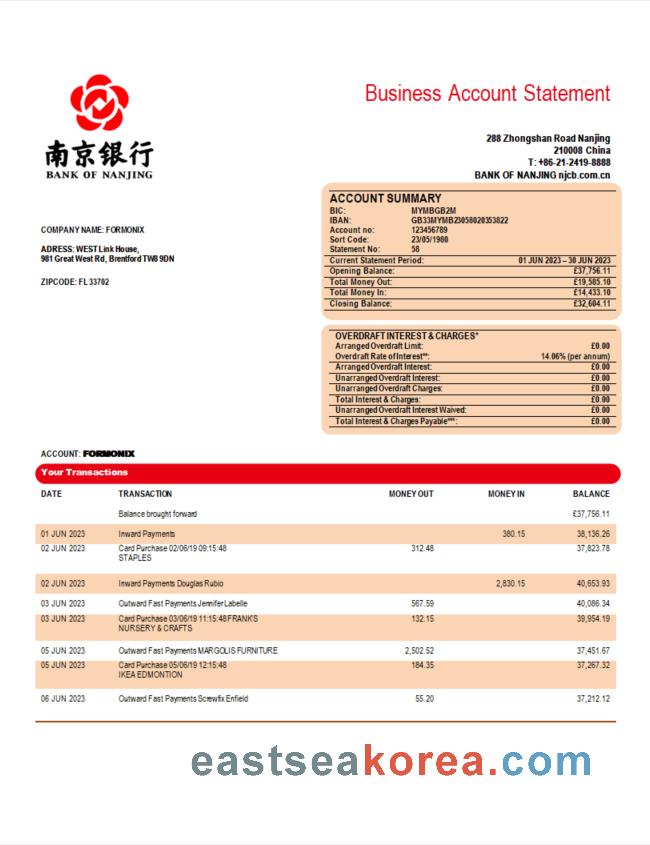 Business Account Statement
南京银行
BANK OF NANJING
288 Zhongshan Road Nanjing
210008 China
T: +86-21-2419-8888
BANK OF NANJING njcb.com.cn
COMPANY NAME: FORMONIX
ADRESS: WEST Link House,
981 Great West Rd, Brentford TW8 9DN
ZIPCODE: FL 33702
ACCOUNT SUMMARY
BIC: MYMBGB2M
IBAN: GB33MYMB23058020353822
Account no: 123456789
Sort Code: 23/05/1980
Statement No: 58
Current Statement Period: 01 JUN 2023 – 30 JUN 2023
Opening Balance: £37,756.11
Total Money Out: £19,585.10
Total Money In: £14,433.10
Closing Balance: £32,604.11
OVERDRAFT INTEREST & CHARGES*
Arranged Overdraft Limit: £0.00
Overdraft Rate of Interest**: 14.06% (per annum)
Arranged Overdraft Interest: £0.00
Unarranged Overdraft Interest: £0.00
Unarranged Overdraft Charges: £0.00
Total Interest & Charges: £0.00
Unarranged Overdraft Interest Waived: £0.00
Total Interest & Charges Payable***: £0.00
ACCOUNT: FORMONIX
Your Transactions
DATE TRANSACTION MONEY OUT MONEY IN BALANCE
Balance brought forward £37,756.11
01 JUN 2023 Inward Payments 380.15 38,136.26
02 JUN 2023 Card Purchase 02/06/19 09:15:48 312.48 37,823.78
STAPLES
02 JUN 2023 Inward Payments Douglas Rubio 2,830.15 40,653.93
03 JUN 2023 Outward Fast Payments Jennifer Labelle 567.59 40,086.34
03 JUN 2023 Card Purchase 03/06/19 11:15:48 FRANKS 132.15 39,954.19
NURSERY & CRAFTS
05 JUN 2023 Outward Fast Payments MARGOLIS FURNITURE 2,502.52 37,451.67
05 JUN 2023 Card Purchase 05/06/19 12:15:48 184.35 37,267.32
IKEA EDMONTION
06 JUN 2023 Outward Fast Payments Screwfix Enfield 55.20 37,212.12
eastseakorea.com